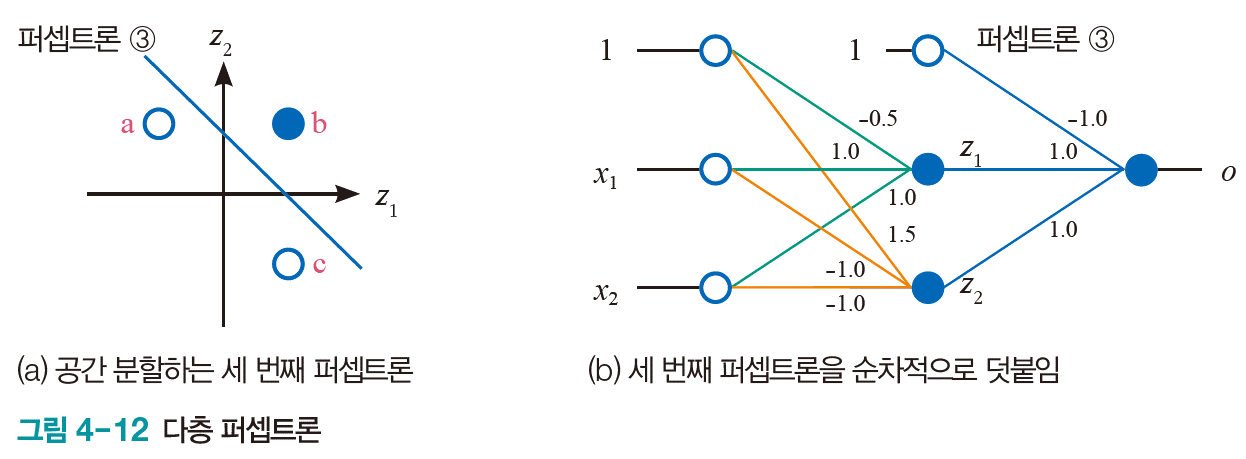 퍼셉트론 ③
z₂
a
b
z₁
c
(a) 공간 분할하는 세 번째 퍼셉트론
1
1
퍼셉트론 ③
–0.5
–1.0
1.0
z₁
1.0
x₁
o
1.0
1.5
1.0
–1.0
x₂
z₂
–1.0
(b) 세 번째 퍼셉트론을 순차적으로 덧붙임
그림 4–12 다층 퍼셉트론